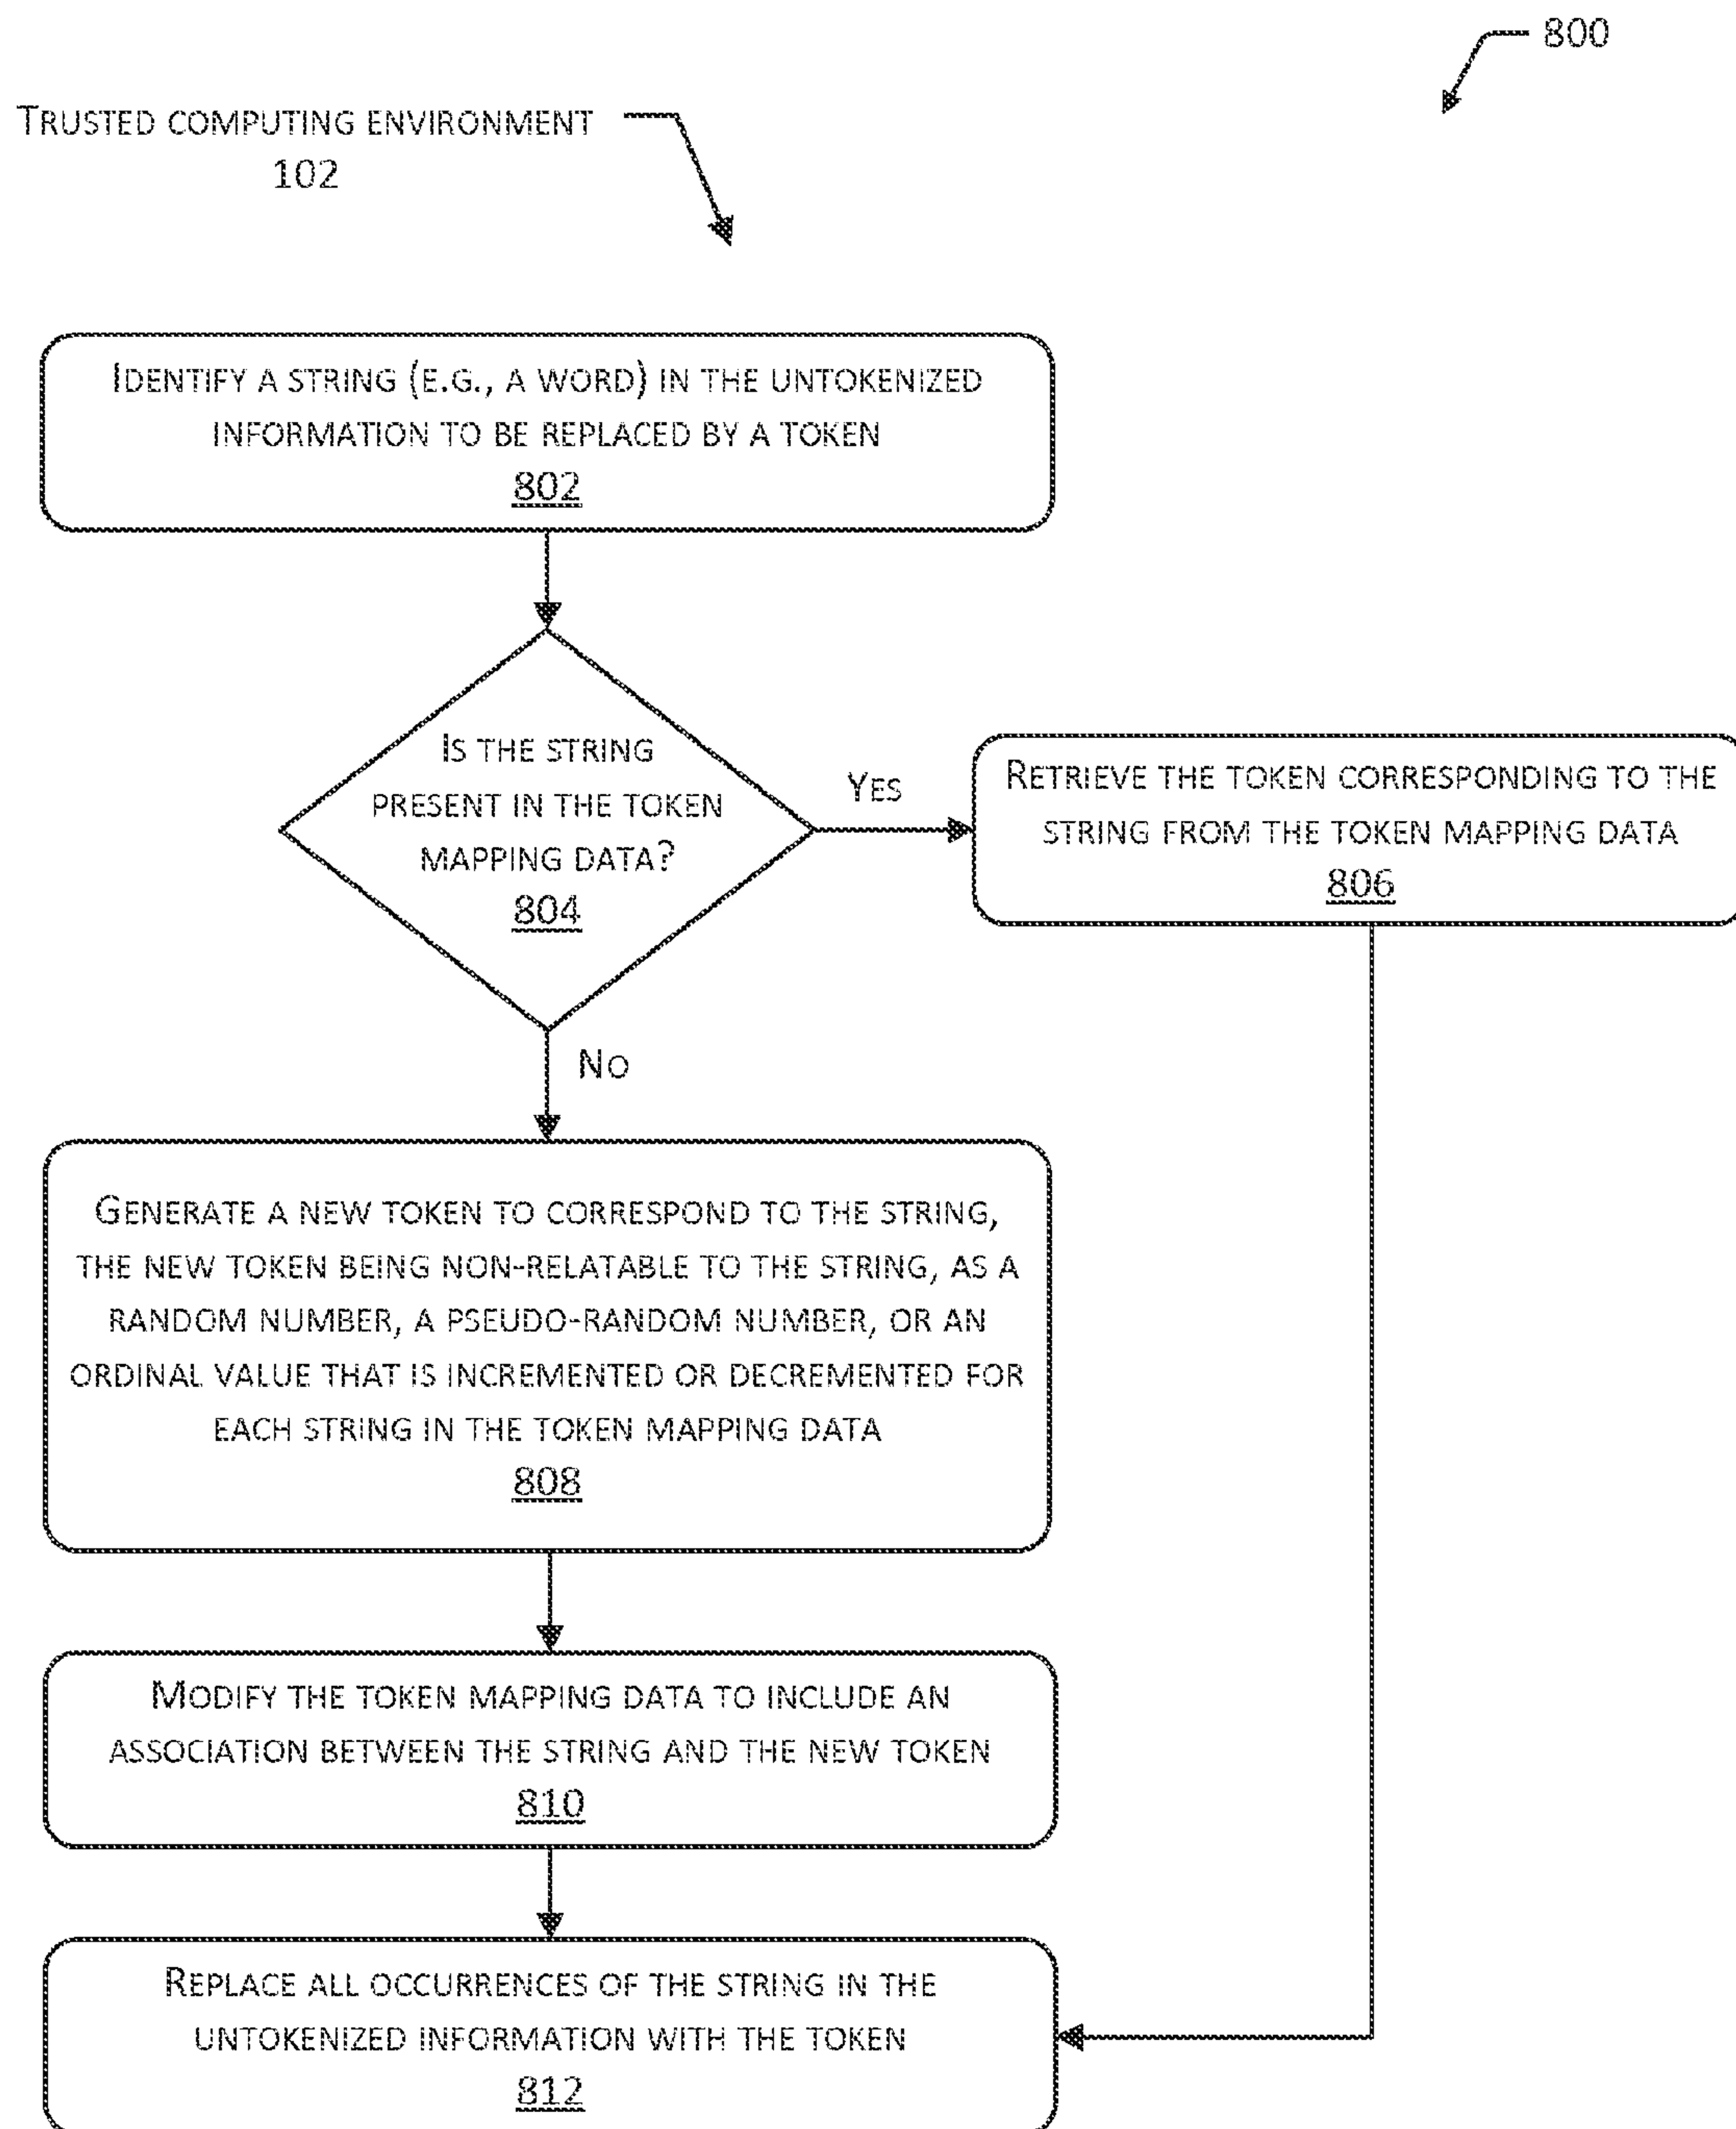 800
TRUSTED COMPUTING ENVIRONMENT
102
IDENTIFY A STRING (E.G., A WORD) IN THE UNTOKENIZED
INFORMATION TO BE REPLACED BY A TOKEN
802
IS THE STRING
PRESENT IN THE TOKEN
MAPPING DATA?
804
YES
RETRIEVE THE TOKEN CORRESPONDING TO THE
STRING FROM THE TOKEN MAPPING DATA
806
NO
GENERATE A NEW TOKEN TO CORRESPOND TO THE STRING,
THE NEW TOKEN BEING NON-RELATABLE TO THE STRING, AS A
RANDOM NUMBER, A PSEUDO-RANDOM NUMBER, OR AN
ORDINAL VALUE THAT IS INCREMENTED OR DECREMENTED FOR
EACH STRING IN THE TOKEN MAPPING DATA
808
MODIFY THE TOKEN MAPPING DATA TO INCLUDE AN
ASSOCIATION BETWEEN THE STRING AND THE NEW TOKEN
810
REPLACE ALL OCCURRENCES OF THE STRING IN THE
UNTOKENIZED INFORMATION WITH THE TOKEN
812